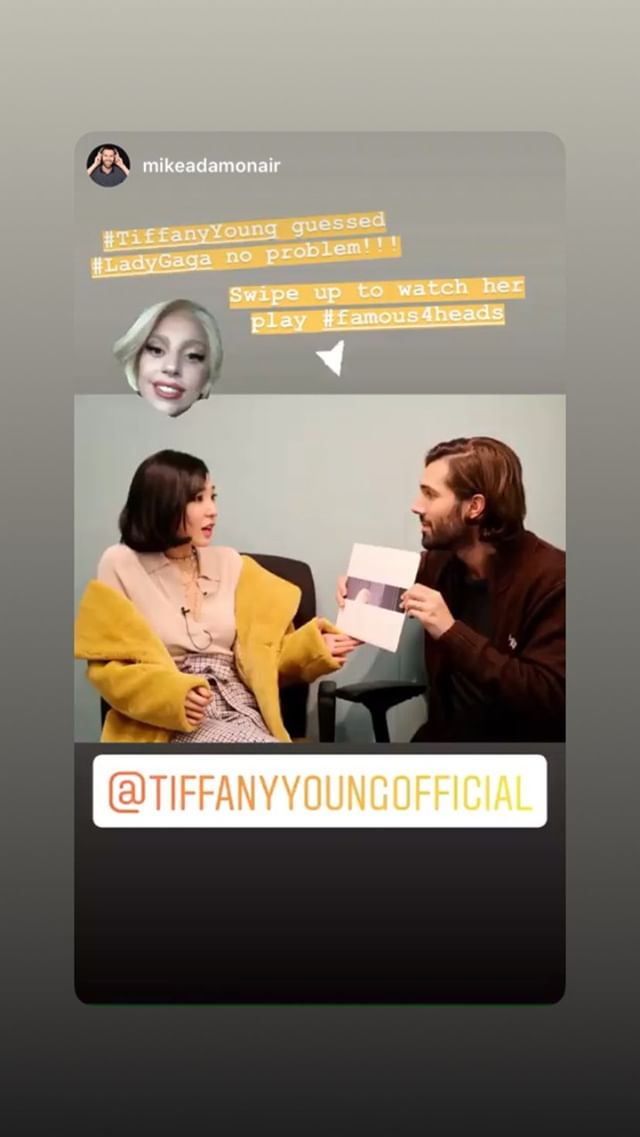 mikeadamonair
#TiffanyYoung guessed
#LadyGaga no problem!!!
Swipe up to watch her
play #famous4heads
@TIFFANYYOUNGOFFICIAL